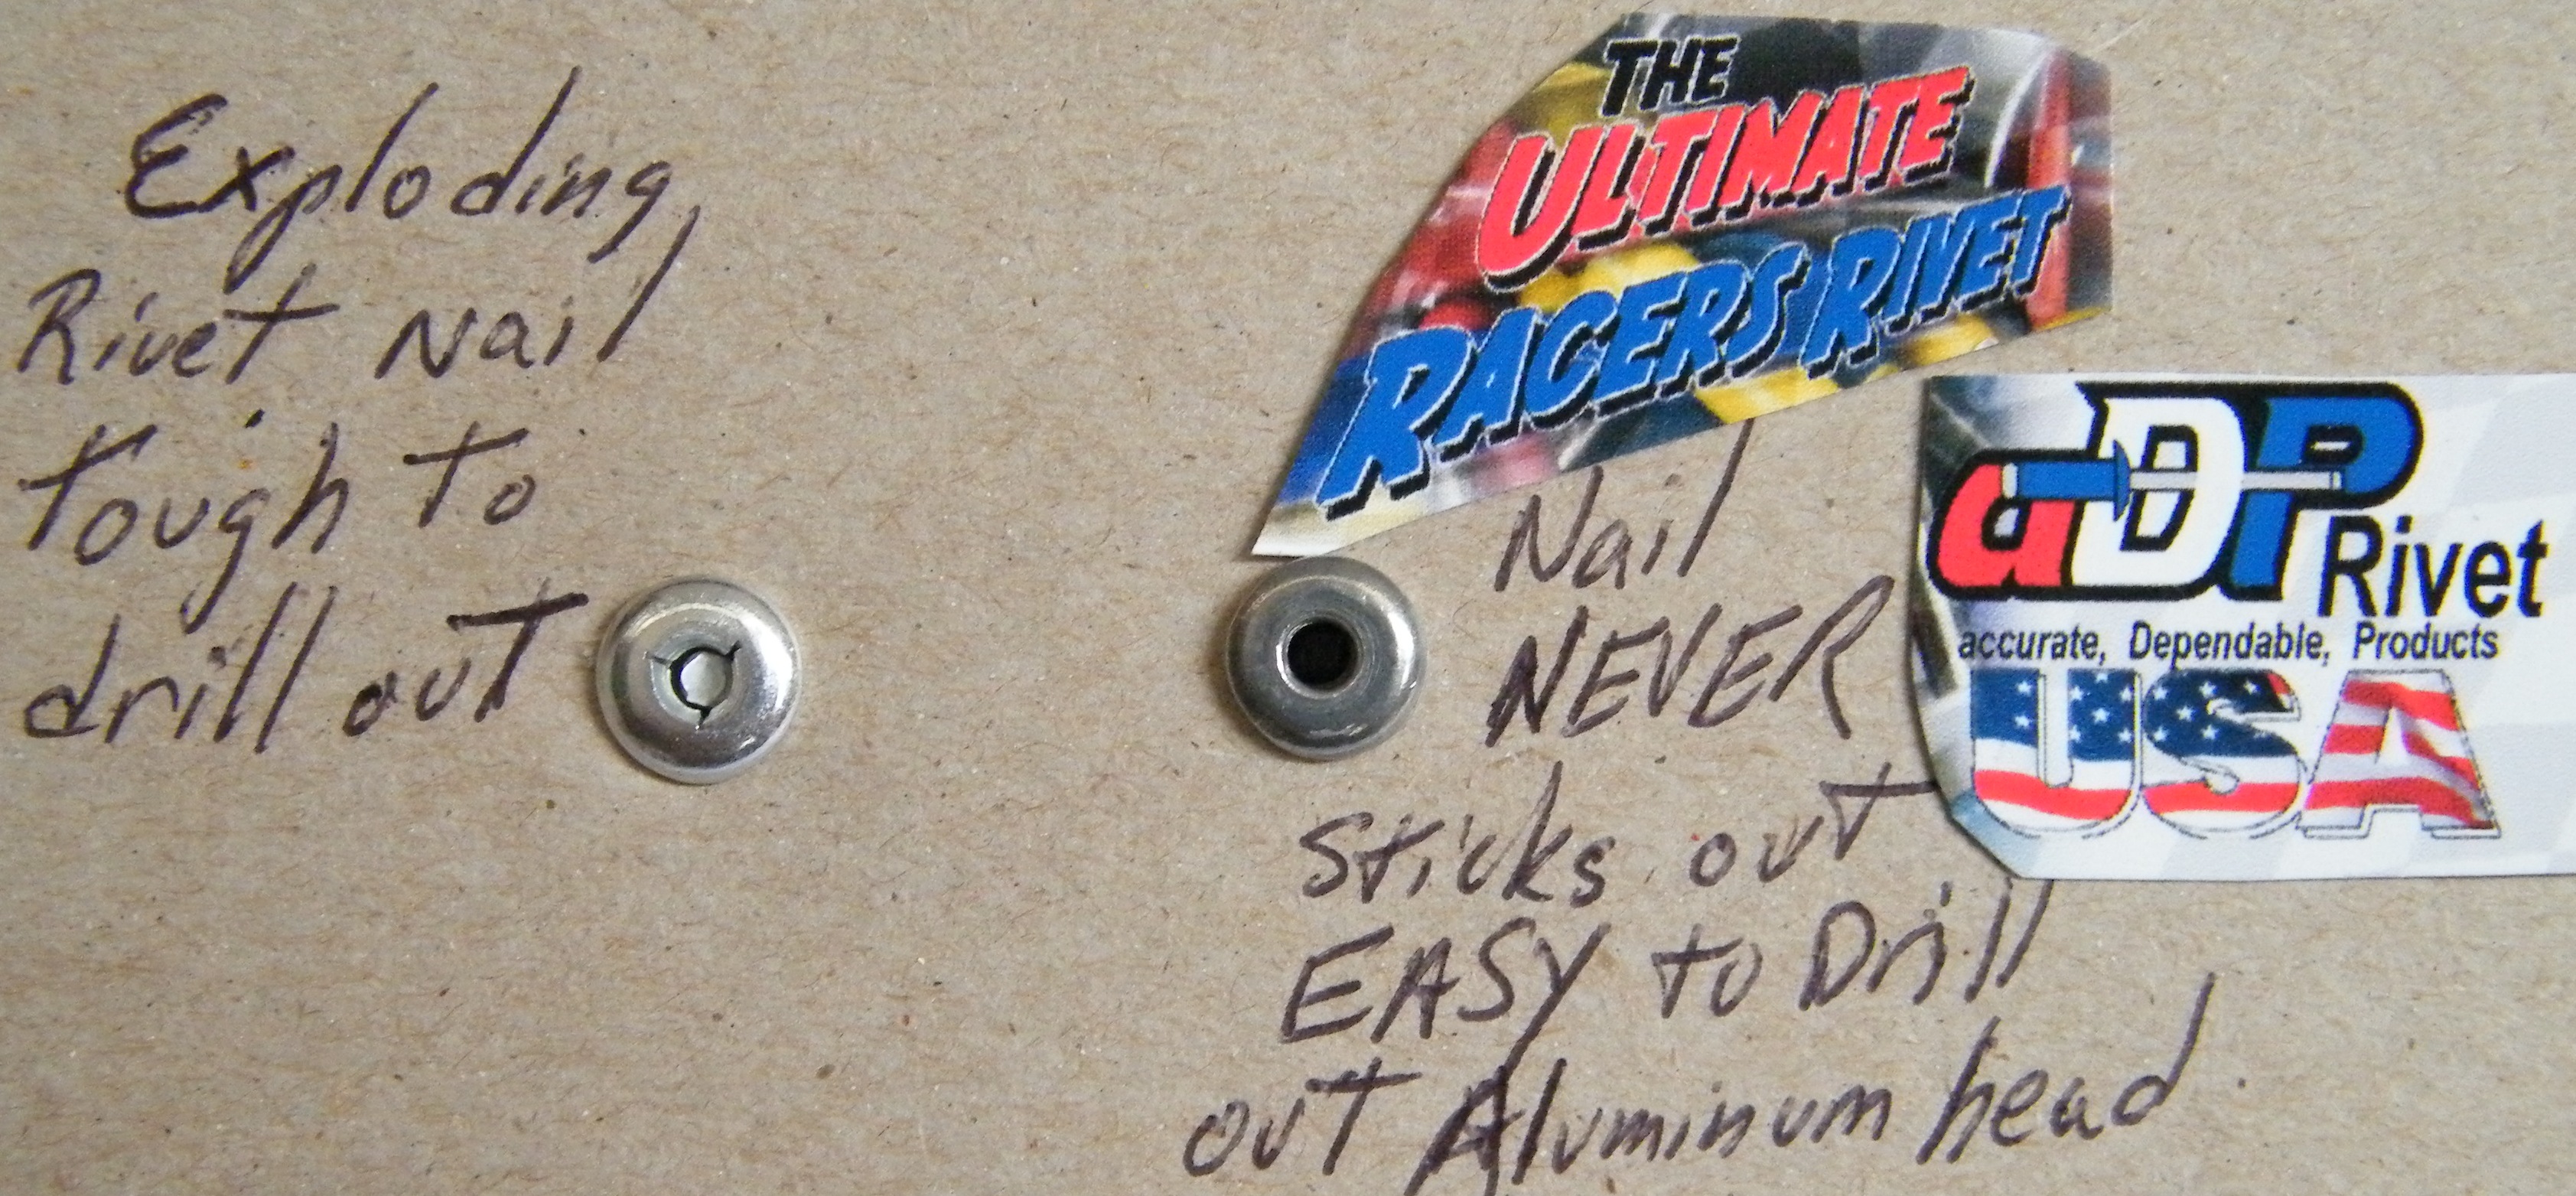 Exploding
Rivet Nail
tough to
drill out
THE
ULTIMATE
RACERS RIVET
Nail
NEVER
Sticks out
EASY to Drill
out Aluminum head
aDP
Rivet
accurate, Dependable, Products
USA